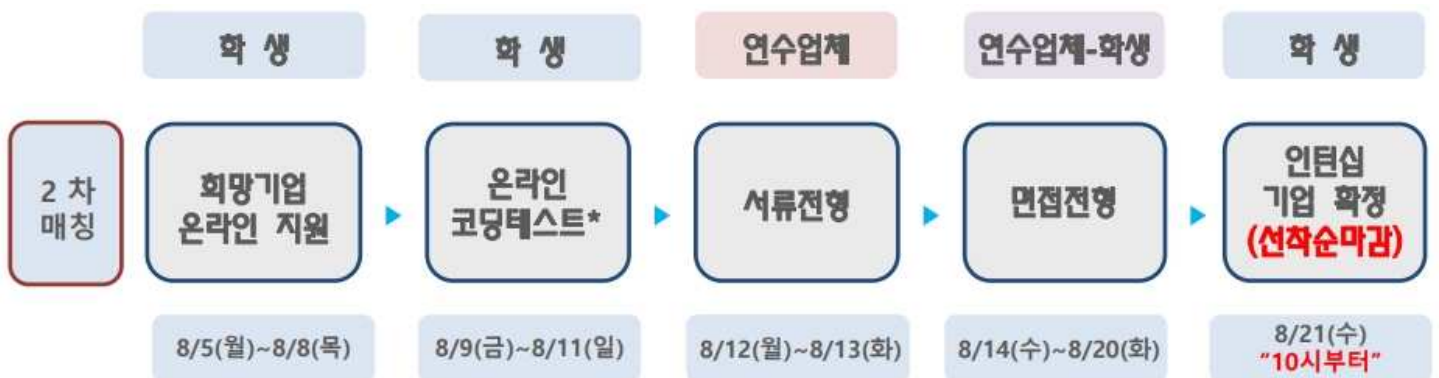 학 생
학 생
연수업체
연수업체-학생
학 생
2 차
매칭
희망기업
온라인 지원
온라인
코딩테스트*
서류전형
면접전형
인턴십
기업 확정
(선착순마감)
8/5(월)~8/8(목)
8/9(금)~8/11(일)
8/12(월)~8/13(화)
8/14(수)~8/20(화)
8/21(수)
"10시부터"